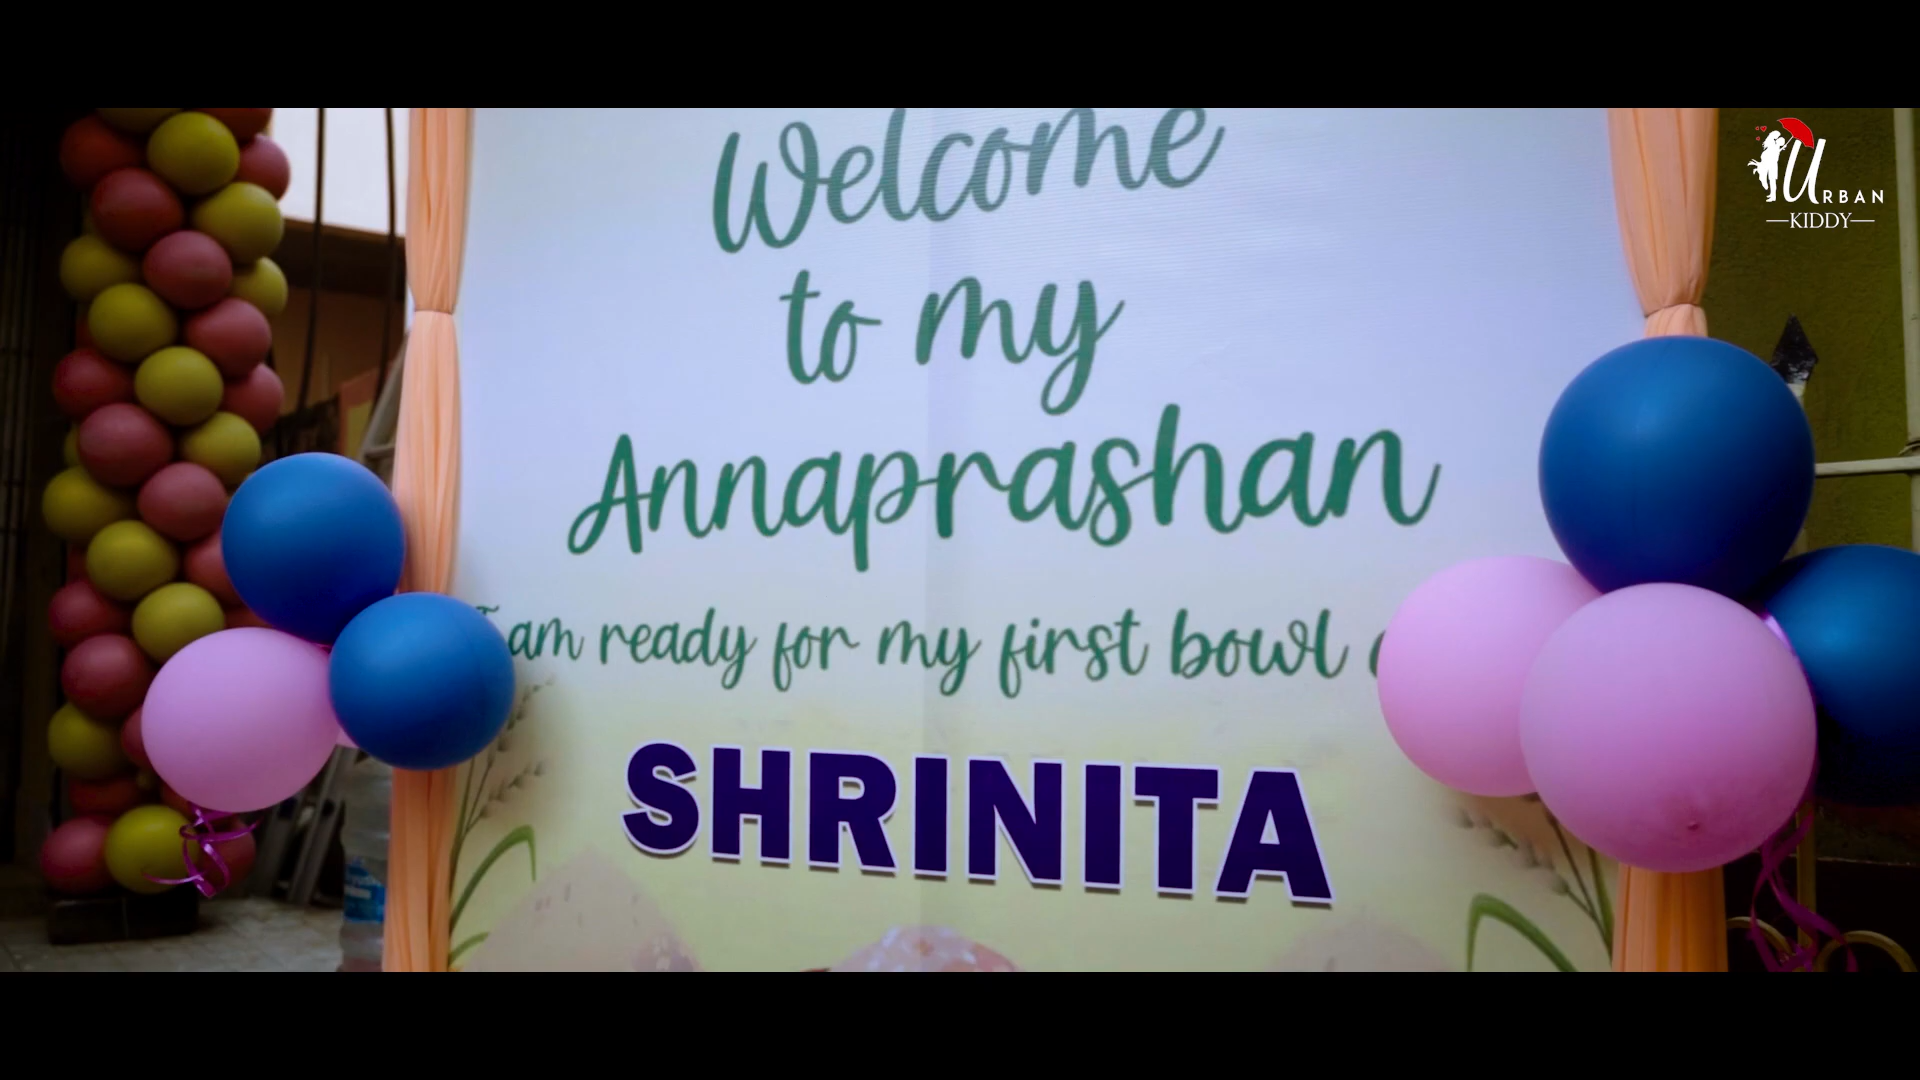 Welcome
to my
Annaprashan
I am ready for my first bowl
SHRINITA
URBAN
KIDDY